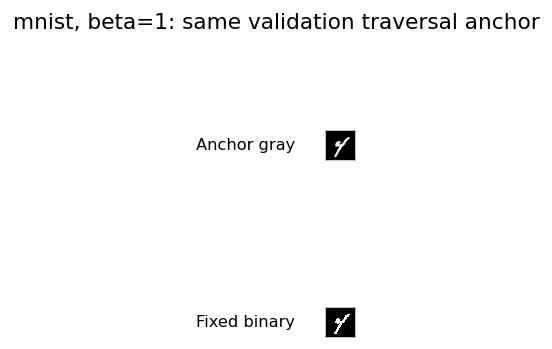 mnist, beta=1: same validation traversal anchor
Anchor gray
Fixed binary